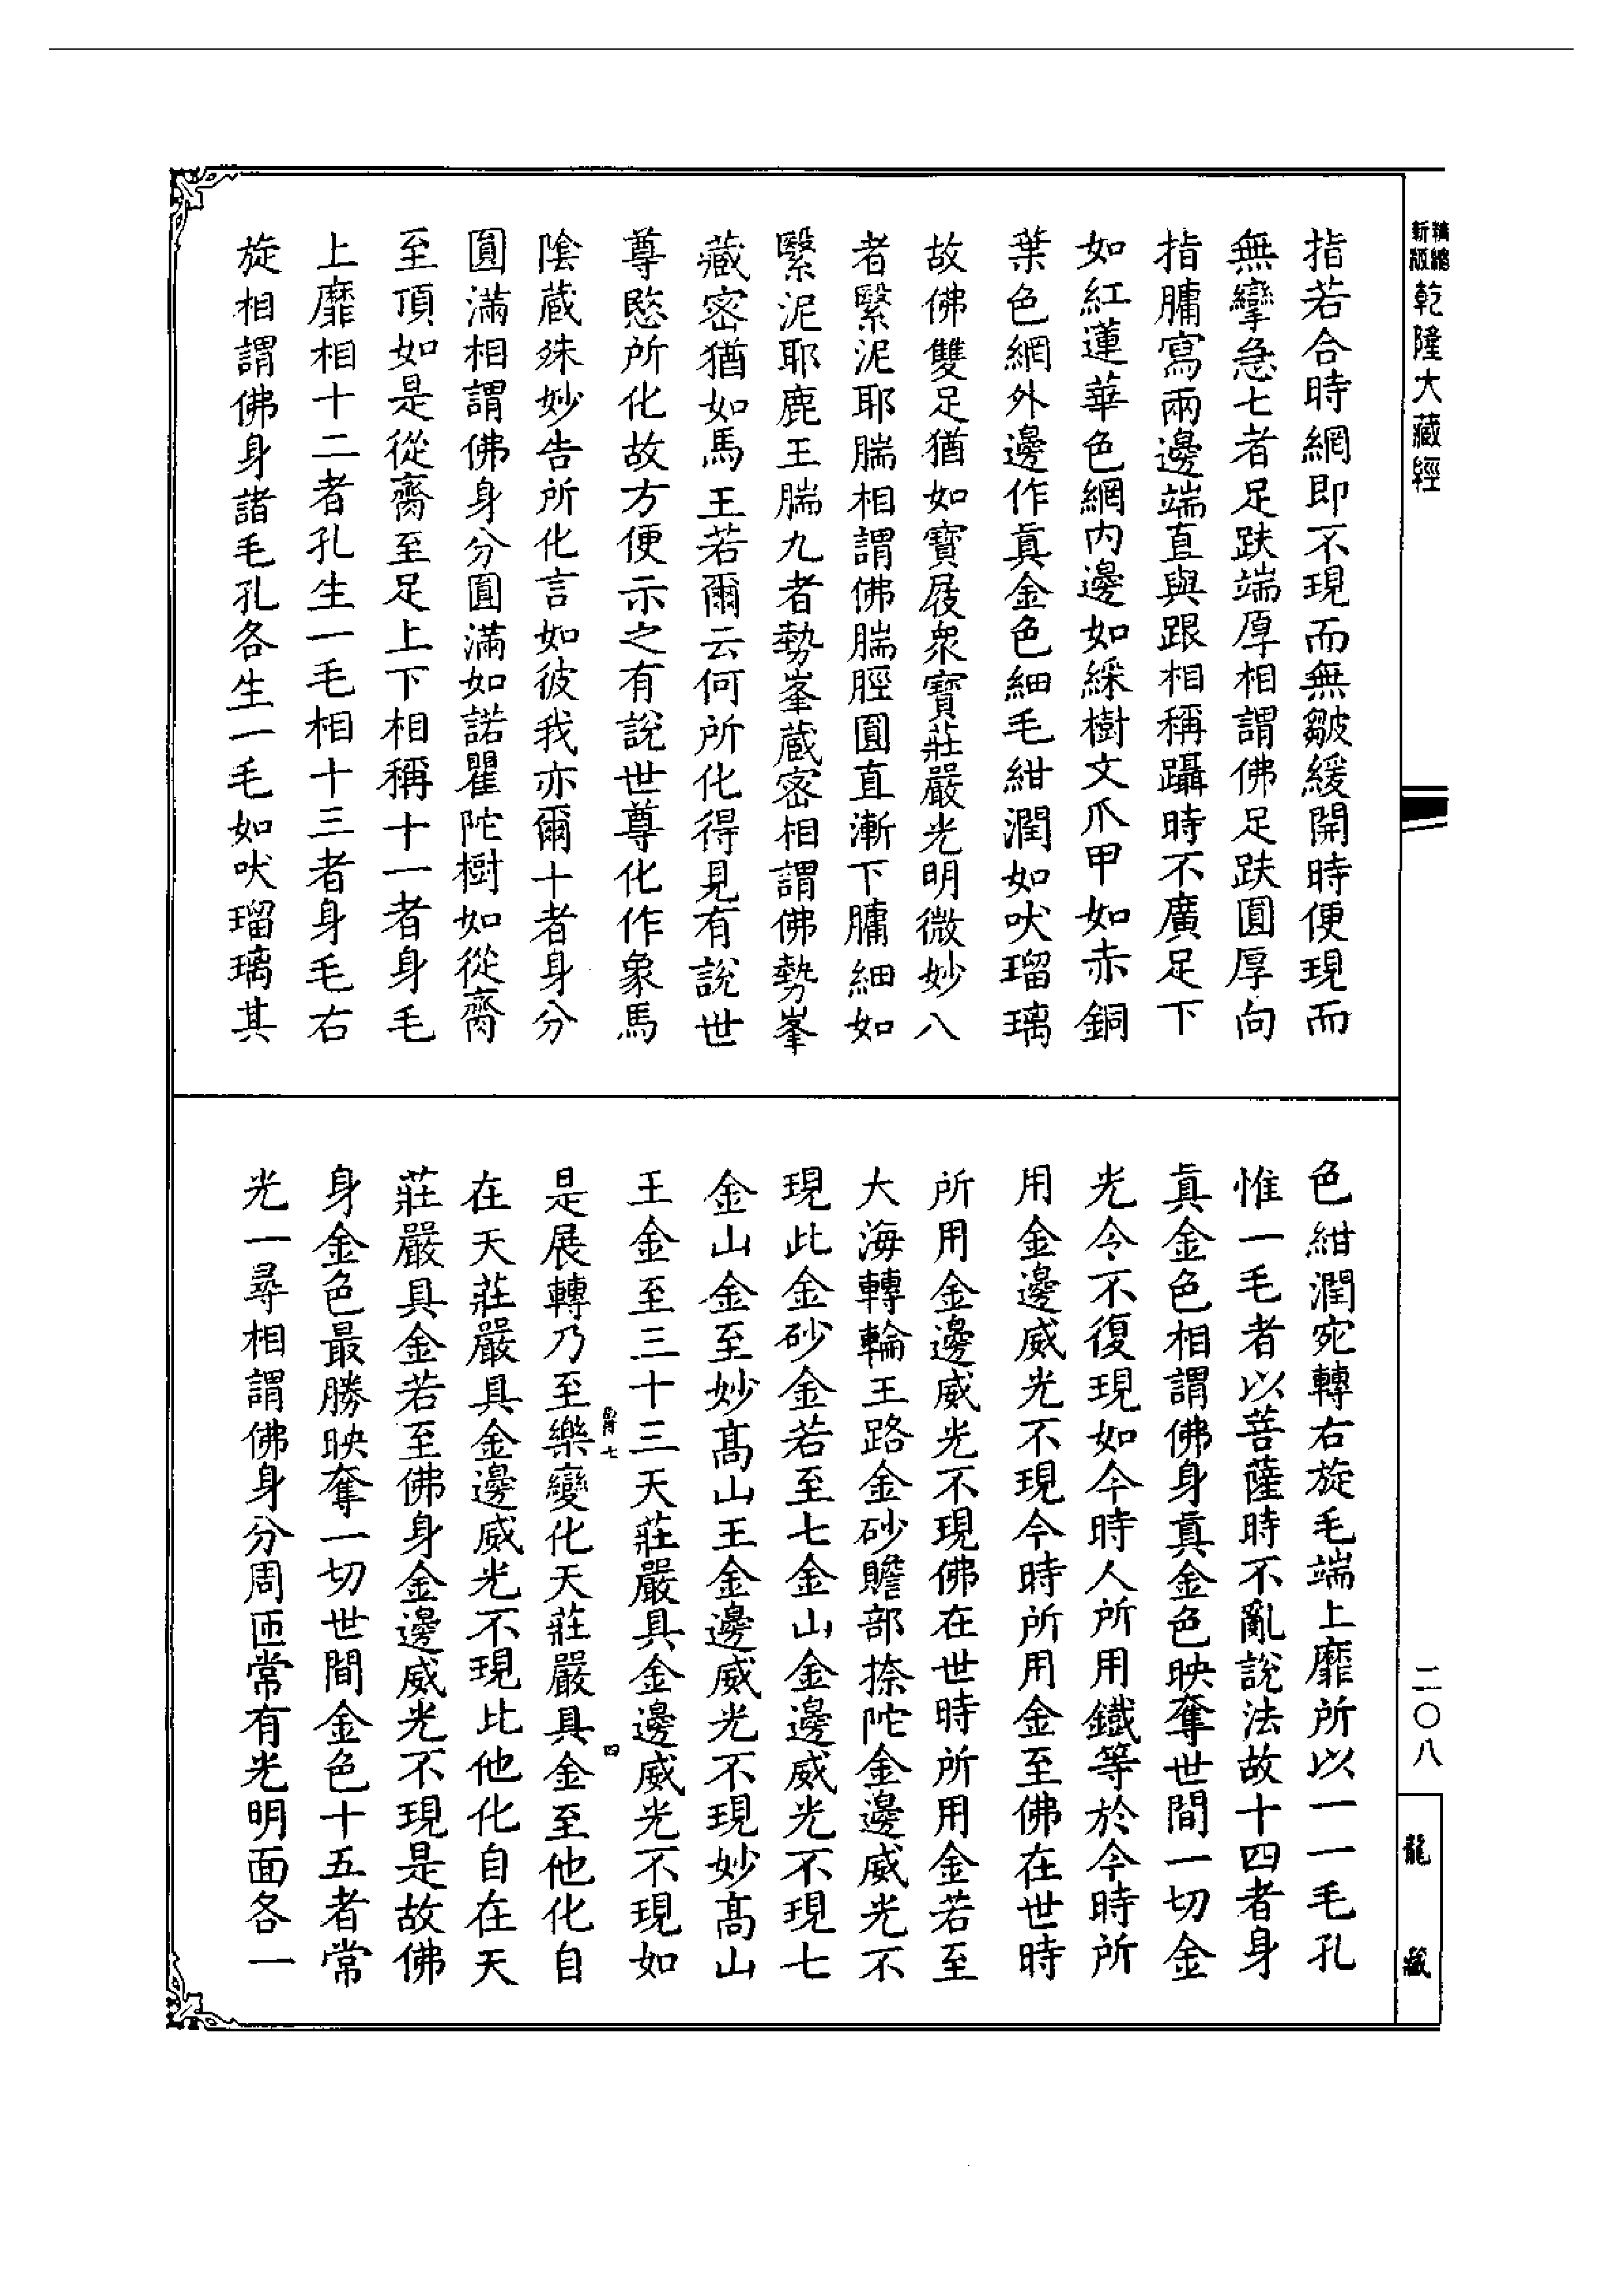 新版
精縮
乾隆大藏經
二〇八
龍藏
指若合時網即不現而無皺緩開時便現而
無攣急七者足趺端厚相謂佛足趺圓厚向
指𦟛寫兩邊端直與跟相稱躡時不廣足下
如紅蓮華色網內邊如綵樹文爪甲如赤銅
葉色網外邊作真金色細毛紺潤如吠瑠璃
故佛雙足猶如寶屐衆寶莊嚴光明微妙八
者翳泥耶腨相謂佛腨脛圓直漸下𦟛細如
翳泥耶鹿王腨九者勢峯藏密相謂佛勢峯
藏密猶如馬王若爾云何所化得見有說世
尊愍所化故方便示之有說世尊化作象馬
陰藏殊妙告所化言如彼我亦爾十者身分
圓滿相謂佛身分圓滿如諾瞿陀樹如從臍
至頂如是從臍至足上下相稱十一者身毛
上靡相十二者孔生一毛相十三者身毛右
旋相謂佛身諸毛孔各生一毛如吠瑠璃其
色紺潤宛轉右旋毛端上靡所以一一毛孔
惟一毛者以菩薩時不亂說法故十四者身
真金色相謂佛身真金色映奪世間一切金
光令不復現如今時人所用鐵等於今時所
用金邊威光不現今時所用金至佛在世時
所用金邊威光不現佛在世時所用金若至
大海轉輪王路金砂贍部捺陀金邊威光不
現此金砂金若至七金山金邊威光不現七
金山金至妙高山王金邊威光不現妙高山
王金至三十三天莊嚴具金邊威光不現如
是展轉乃至樂變化天莊嚴具金至他化自
在天莊嚴具金邊威光不現此他化自在天
莊嚴具金若至佛身金邊威光不現是故佛
身金色最勝映奪一切世間金色十五者常
光一尋相謂佛身分周匝常有光明面各一
七
四